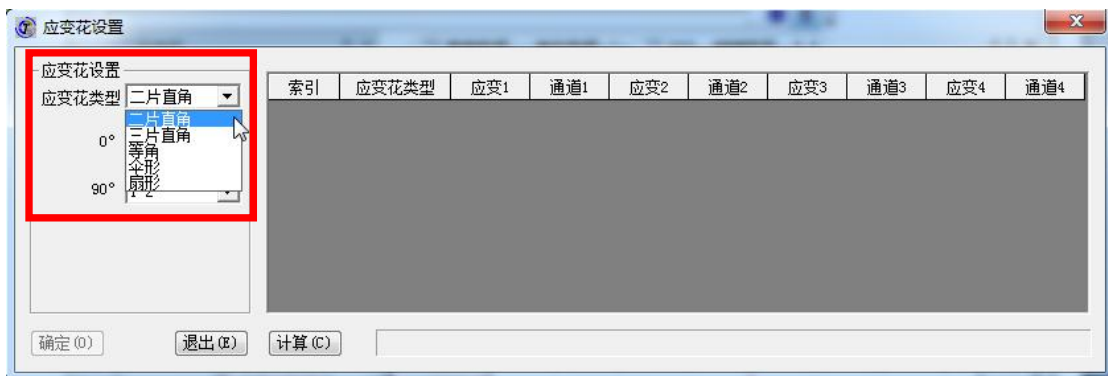 应变花设置
应变花设置
应变花类型 二片直角
二片直角
三片直角
等角
伞形
扇形
0°
90° 1-2
索引 应变花类型 应变1 通道1 应变2 通道2 应变3 通道3 应变4 通道4
确定(O) 退出(E) 计算(C)